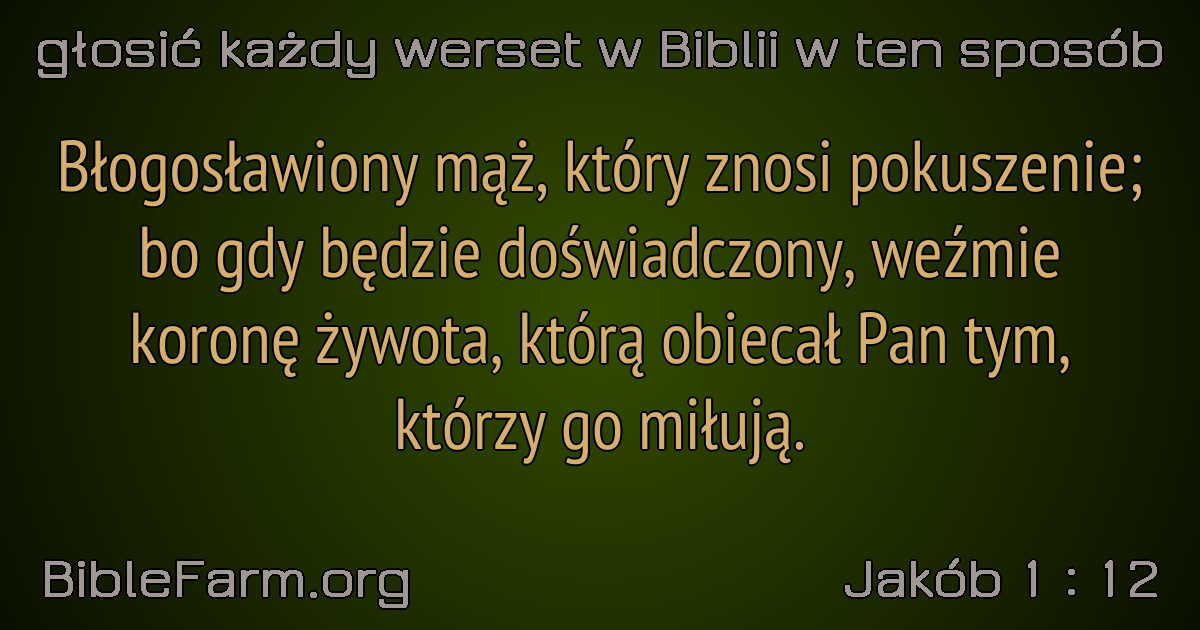 głosić każdy werset w Biblii w ten sposób
Błogosławiony mąż, który znosi pokuszenie;
bo gdy będzie doświadczony, weźmie
koronę żywota, którą obiecał Pan tym,
którzy go miłują.
BibleFarm.org
Jakób 1 : 12